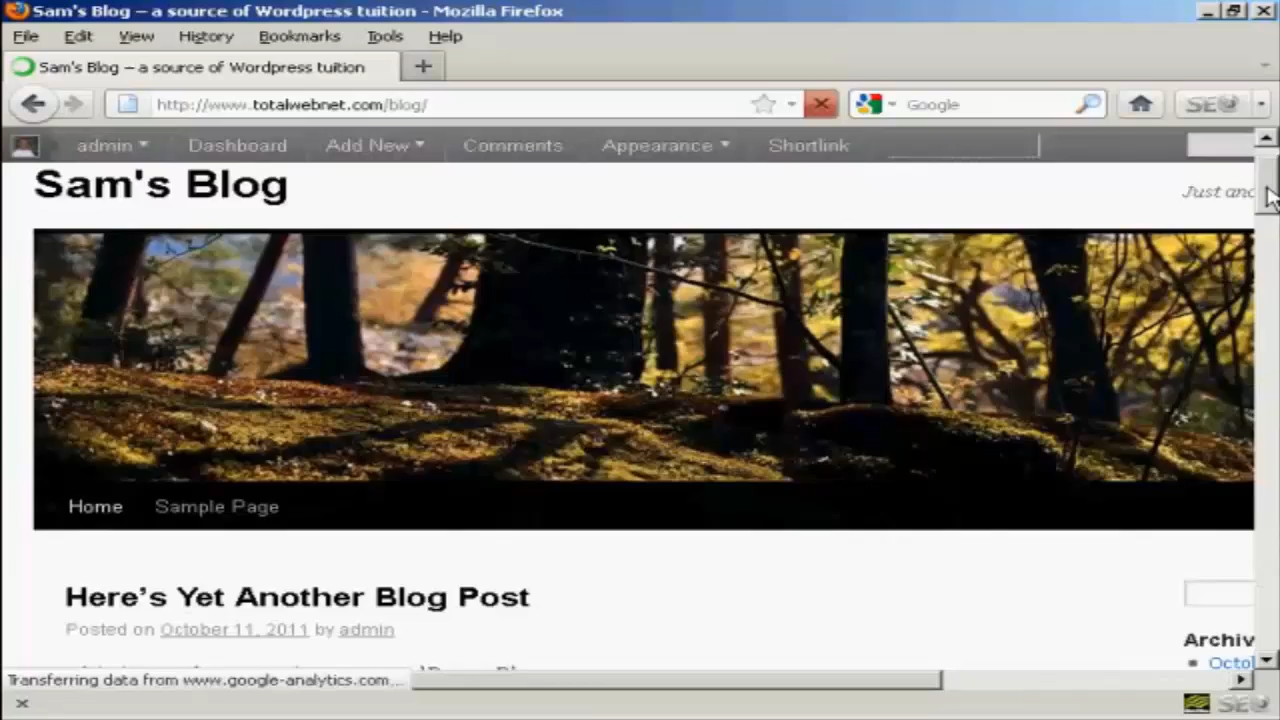 Sam's Blog – a source of Wordpress tuition - Mozilla Firefox
File Edit View History Bookmarks Tools Help
Sam's Blog – a source of Wordpress tuition
http://www.totalwebnet.com/blog/ Google SEO
admin Dashboard Add New Comments Appearance Shortlink
Sam's Blog
Just
Home Sample Page
Here's Yet Another Blog Post
Posted on October 11, 2011 by admin
Archiv
Octo
Transferring data from www.google-analytics.com...
SEO